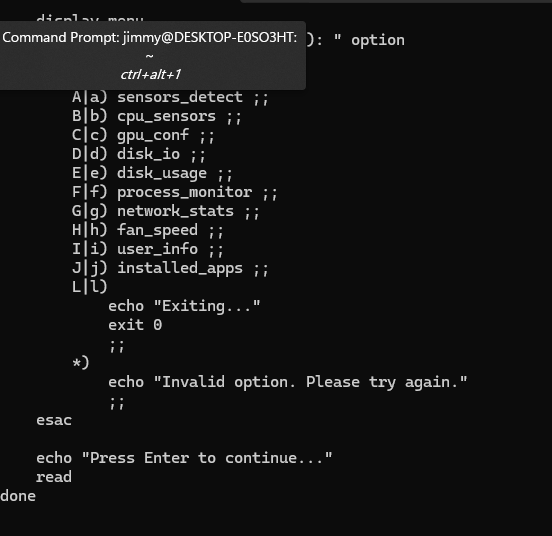 display_menu
Command Prompt: jimmy@DESKTOP-E0SO3HT:
~
ctrl+alt+1
): " option
A|a) sensors_detect ;;
B|b) cpu_sensors ;;
C|c) gpu_conf ;;
D|d) disk_io ;;
E|e) disk_usage ;;
F|f) process_monitor ;;
G|g) network_stats ;;
H|h) fan_speed ;;
I|i) user_info ;;
J|j) installed_apps ;;
L|l)
echo "Exiting..."
exit 0
;;
*)
echo "Invalid option. Please try again."
;;
esac
echo "Press Enter to continue..."
read
done